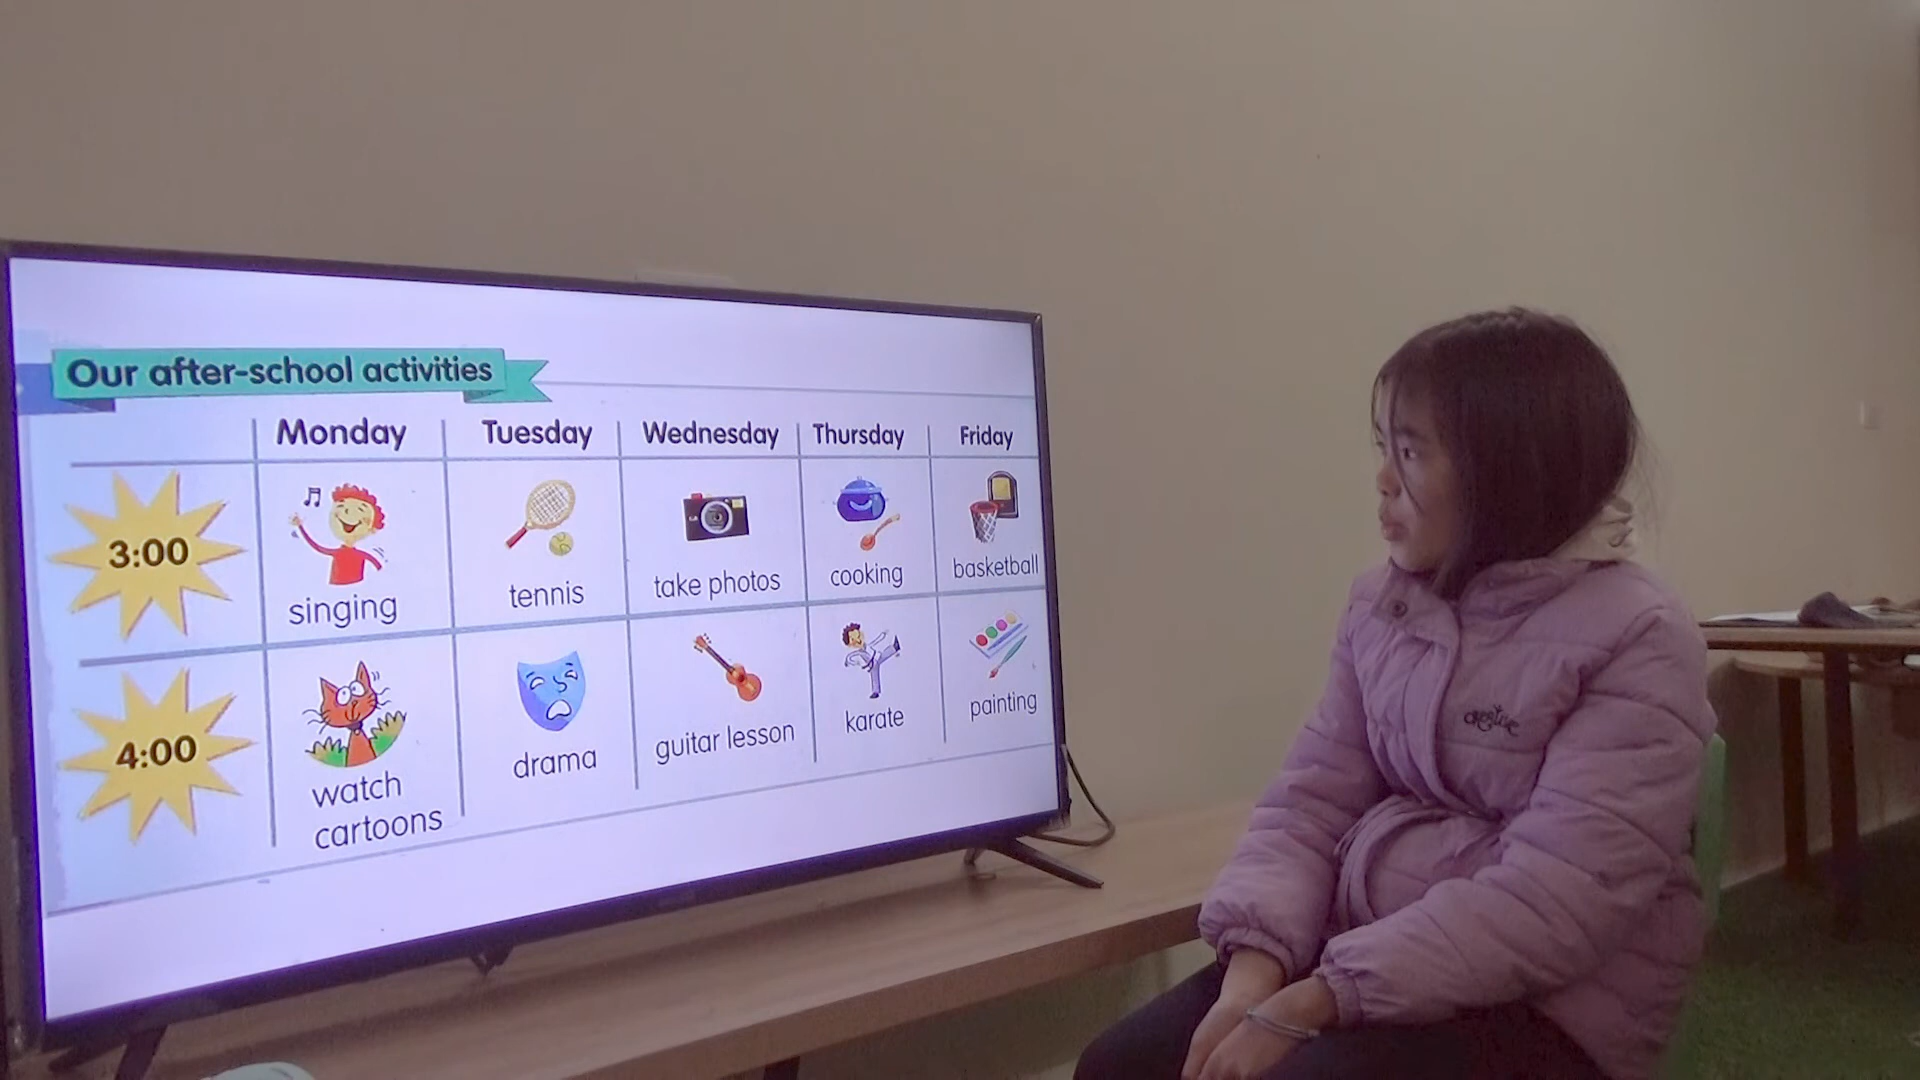 Our after-school activities
Monday Tuesday Wednesday Thursday Friday
3:00
singing tennis take photos cooking basketball
4:00
watch cartoons drama guitar lesson karate painting
creative